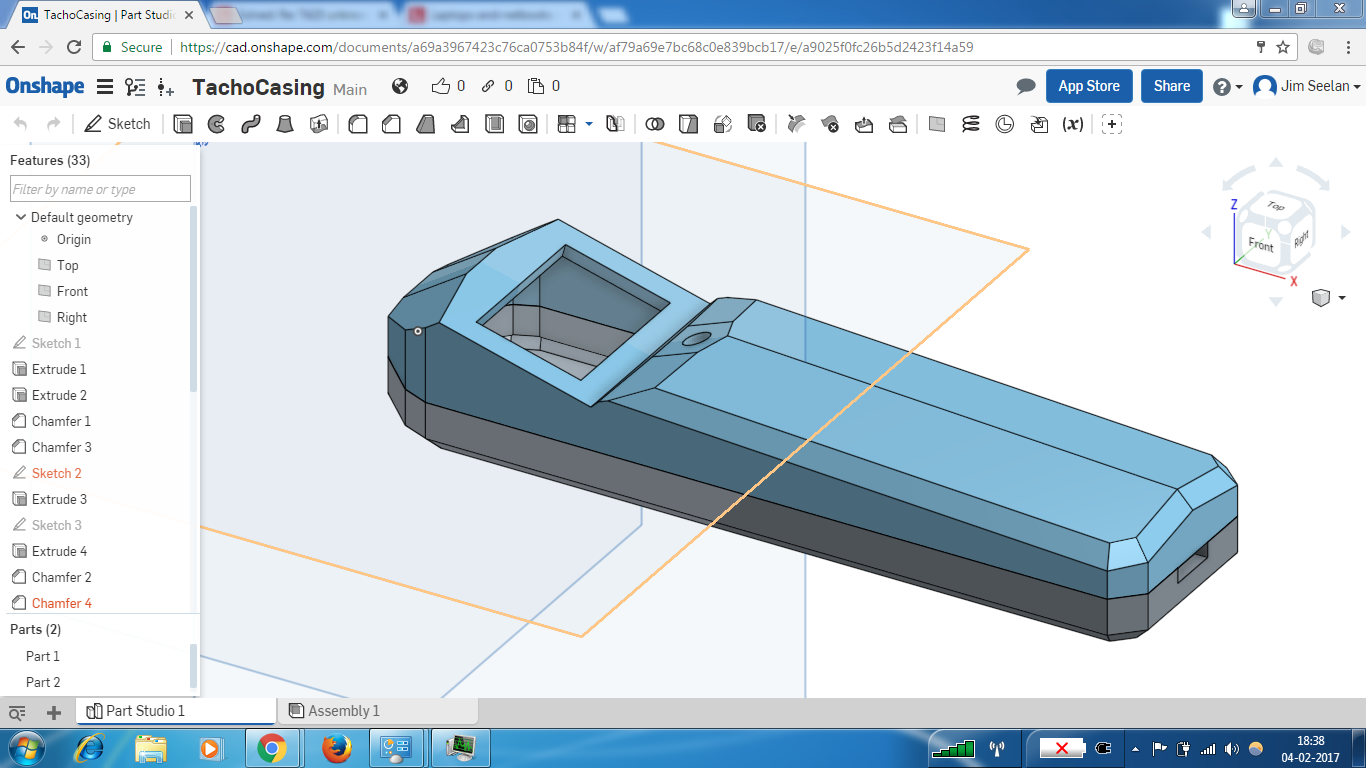 On TachoCasing | Part Studio
Secure https://cad.onshape.com/documents/a69a3967423c76ca0753b84f/w/af79a69e7bc68c0e839bcb17/e/a9025f0fc26b5d2423f14a59
Onshape TachoCasing Main 0 0 0 App Store Share ? Jim Seelan
Sketch (x)
Features (33)
Filter by name or type
Default geometry
Origin
Top
Front
Right
Sketch 1
Extrude 1
Extrude 2
Chamfer 1
Chamfer 3
Sketch 2
Extrude 3
Sketch 3
Extrude 4
Chamfer 2
Chamfer 4
Parts (2)
Part 1
Part 2
Z
Top
Y
Front Right
X
Part Studio 1 Assembly 1
18:38
04-02-2017